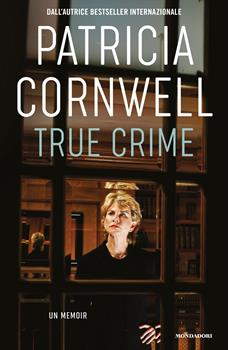 DALL'AUTRICE BESTSELLER INTERNAZIONALE
PATRICIA
CORNWELL
TRUE CRIME
UN MEMOIR
MONDADORI